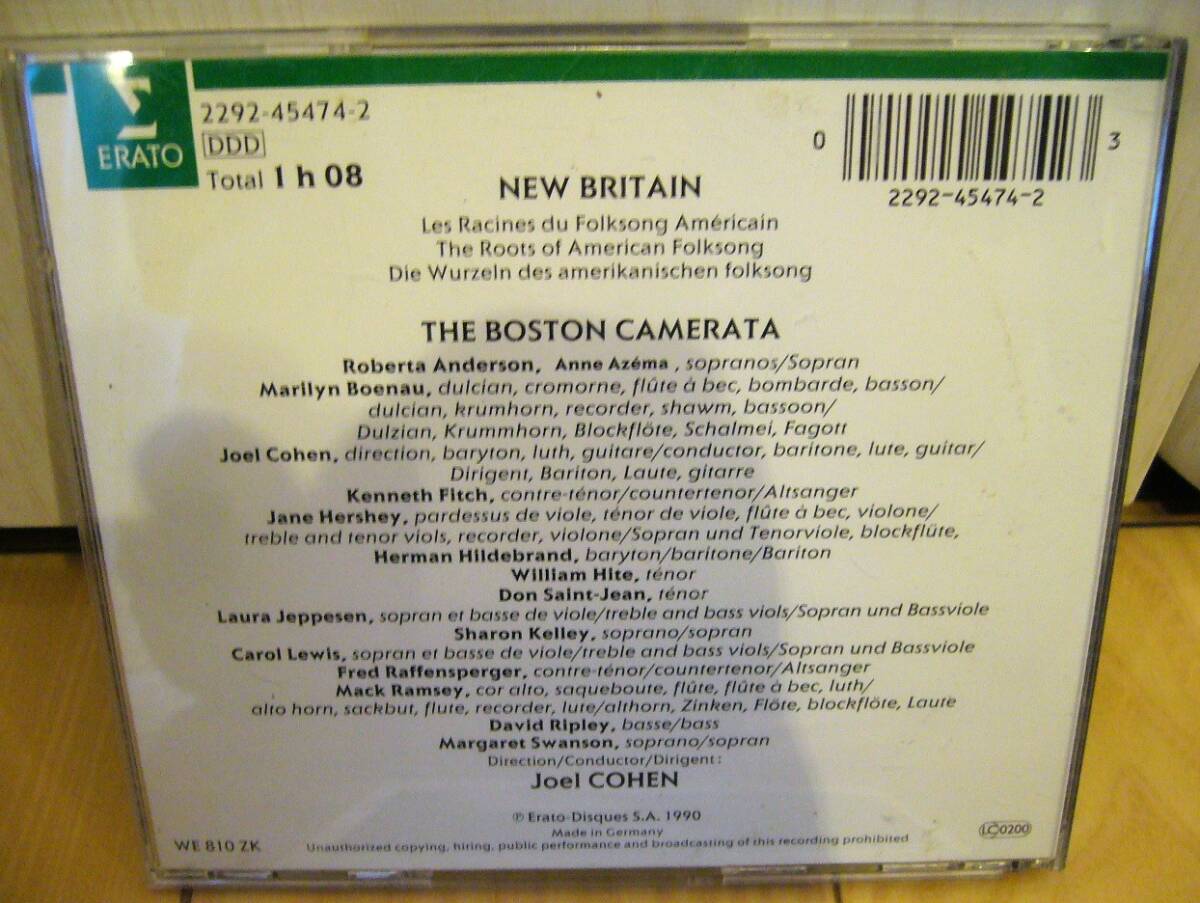 ERATO
2292-45474-2
DDD
Total 1 h 08
0
3
2292-45474-2
NEW BRITAIN
Les Racines du Folksong Américain
The Roots of American Folksong
Die Wurzeln des amerikanischen folksong
THE BOSTON CAMERATA
Roberta Anderson, Anne Azéma , sopranos/Sopran
Marilyn Boenau, dulcian, cromorne, flûte à bec, bombarde, basson/
dulcian, krumhorn, recorder, shawm, bassoon/
Dulzian, Krummhorn, Blockflöte, Schalmei, Fagott
Joel Cohen, direction, baryton, luth, guitare/conductor, baritone, lute, guitar/
Dirigent, Bariton, Laute, gitarre
Kenneth Fitch, contre-ténor/countertenor/Altsanger
Jane Hershey, pardessus de viole, ténor de viole, flûte à bec, violone/
treble and tenor viols, recorder, violone/Sopran und Tenorviole, blockflüte,
Herman Hildebrand, baryton/baritone/Bariton
William Hite, ténor
Don Saint-Jean, ténor
Laura Jeppesen, sopran et basse de viole/treble and bass viols/Sopran und Bassviole
Sharon Kelley, soprano/sopran
Carol Lewis, sopran et basse de viole/treble and bass viols/Sopran und Bassviole
Fred Raffensperger, contre-ténor/countertenor/Altsanger
Mack Ramsey, cor alto, saqueboute, flûte, flûte à bec, luth/
alto horn, sackbut, flute, recorder, lute/althorn, Zinken, Flöte, blockflöte, Laute
David Ripley, basse/bass
Margaret Swanson, soprano/sopran
Direction/Conductor/Dirigent:
Joel COHEN
℗ Erato-Disques S.A. 1990
Made in Germany
WE 810 ZK
Unauthorized copying, hiring, public performance and broadcasting of this recording prohibited
LC0200